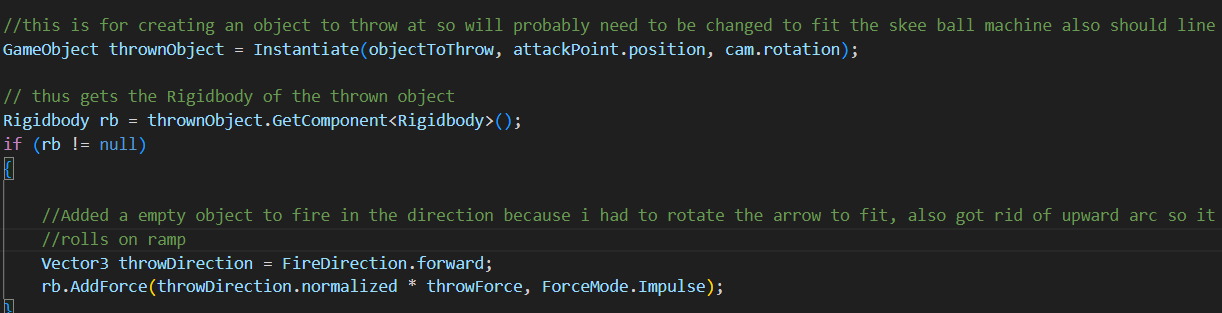 //this is for creating an object to throw at so will probably need to be changed to fit the skee ball machine also should line
GameObject thrownObject = Instantiate(objectToThrow, attackPoint.position, cam.rotation);
// thus gets the Rigidbody of the thrown object
Rigidbody rb = thrownObject.GetComponent<Rigidbody>();
if (rb != null)
{
//Added a empty object to fire in the direction because i had to rotate the arrow to fit, also got rid of upward arc so it
//rolls on ramp
Vector3 throwDirection = FireDirection.forward;
rb.AddForce(throwDirection.normalized * throwForce, ForceMode.Impulse);
}